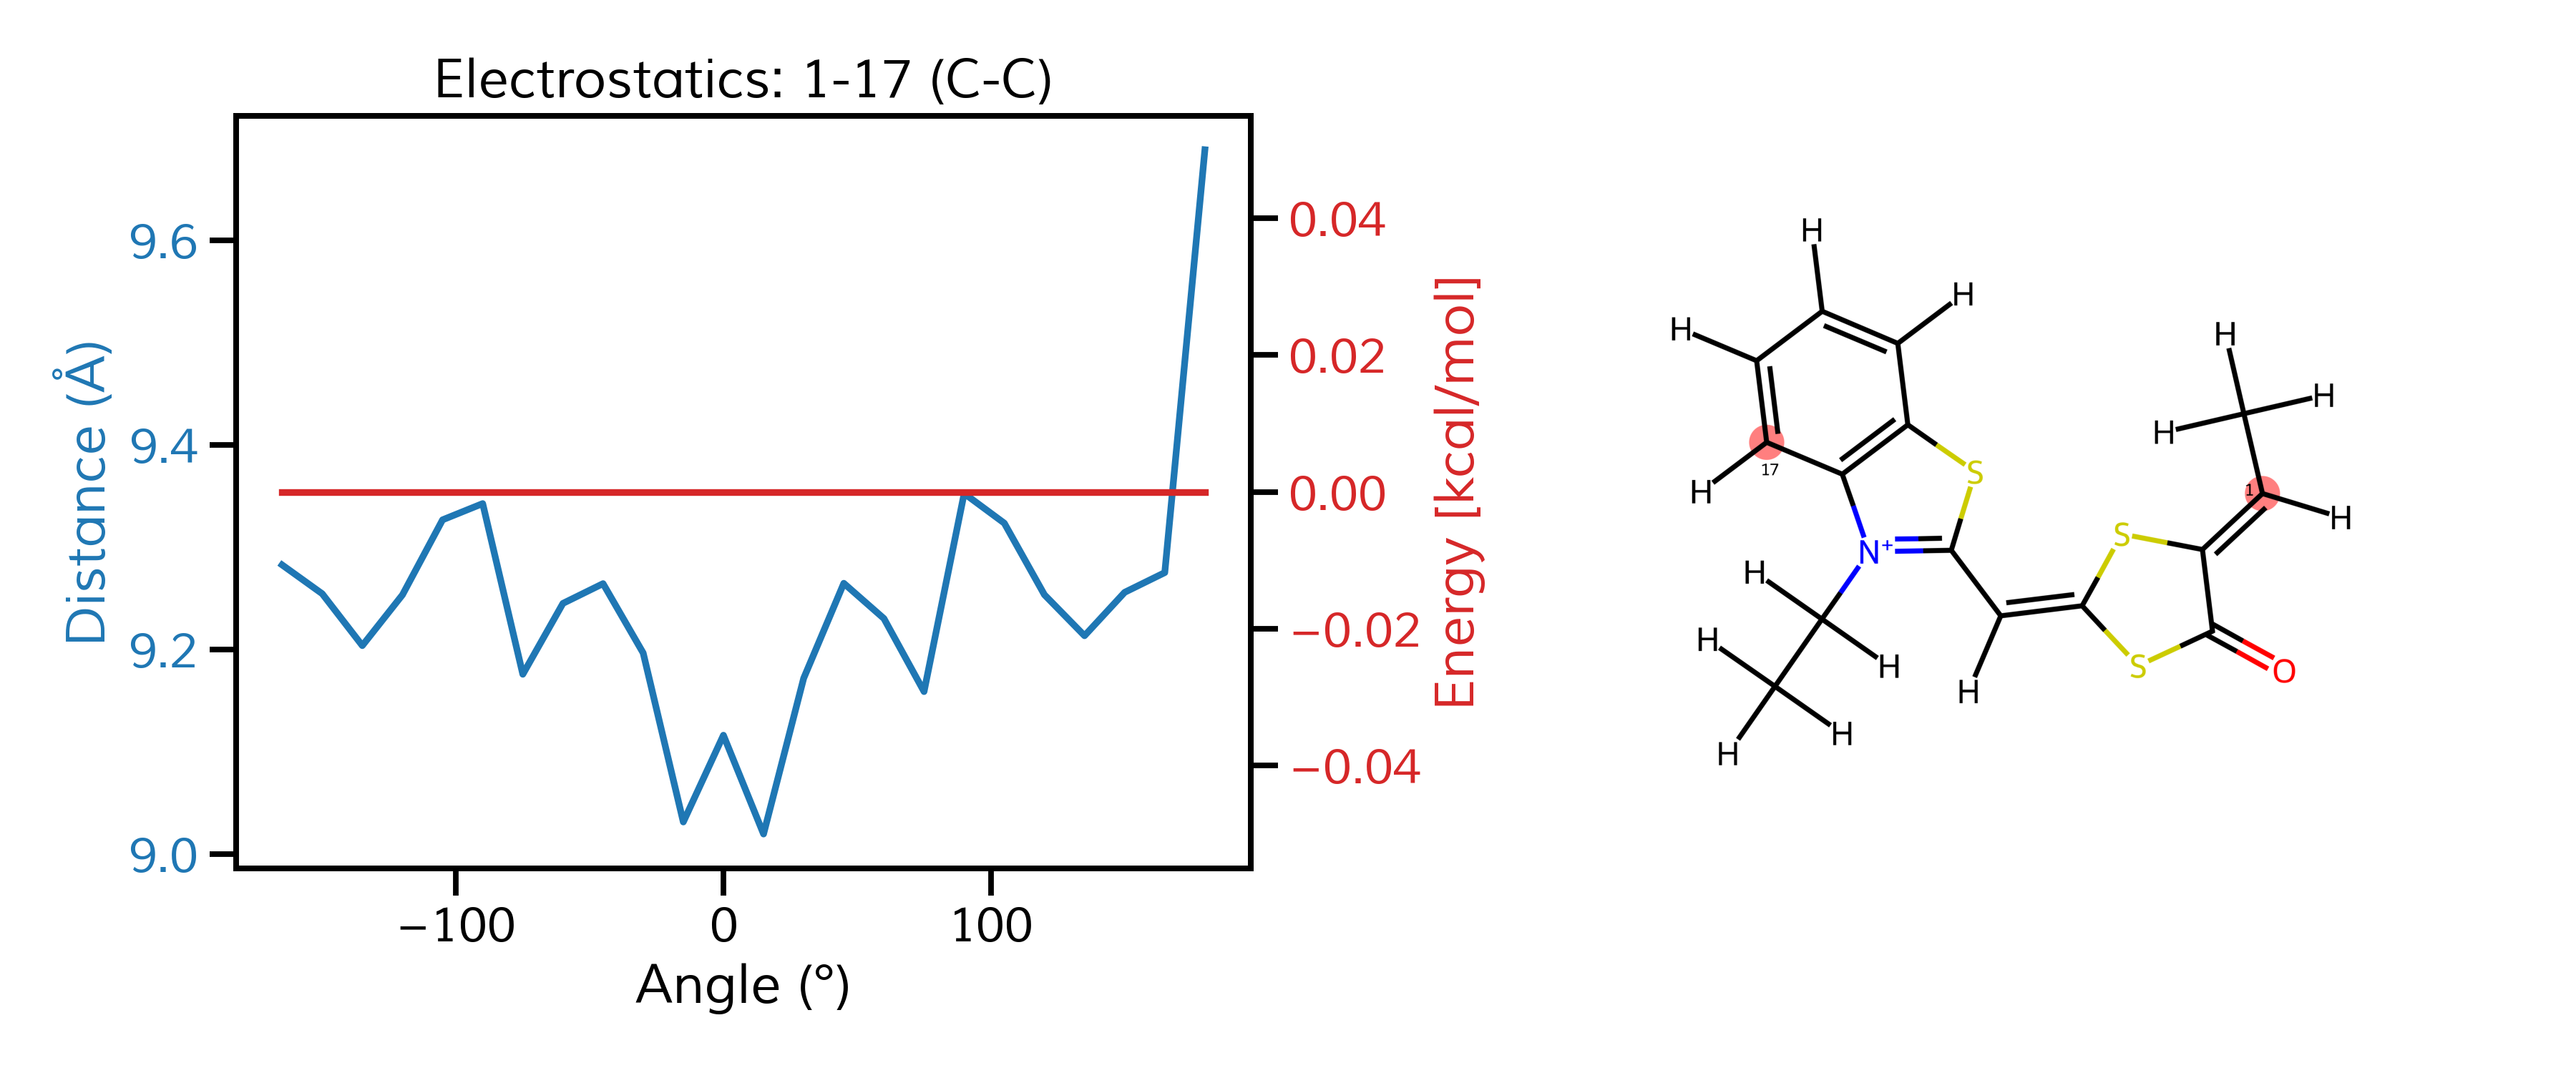 Electrostatics: 1-17 (C-C)
Distance (Å)
9.6
9.4
9.2
9.0
−100
0
100
Angle (°)
0.04
0.02
0.00
−0.02
−0.04
Energy [kcal/mol]
H
H
H
H
H
H
H
17
H
S
1
H
S
N+
H
H
H
S
O
H
H
H